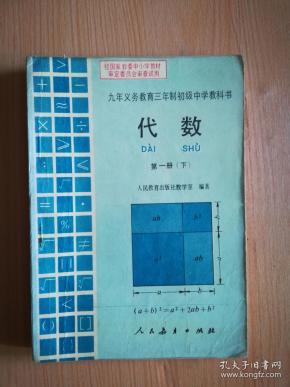 经国家教委中小学教材
审定委员会审查试用
九年义务教育三年制初级中学教科书
代数
DÀI SHÙ
第一册（下）
人民教育出版社数学室 编著
ab b²
a² ab
a b
(a+b)²=a²+2ab+b²
人民教育出版社
孔夫子旧书网